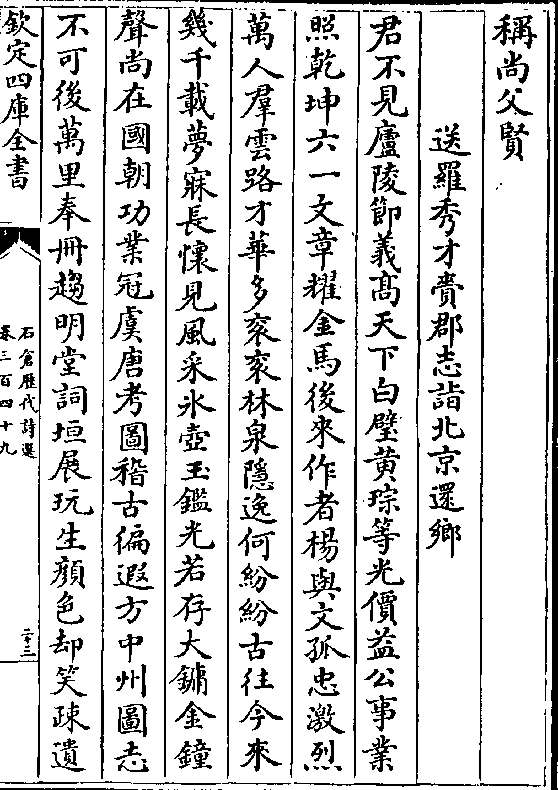 稱尚父賢
送羅秀才賫郡志詣北京還鄉
君不見廬陵節義髙天下白璧黄琮等光價益公事業
照乾坤六一文章耀金馬後來作者楊與文孤忠激烈
萬人羣雲路才華多衮衮林泉隱逸何紛紛古往今來
幾千載夢寐長懷見風采氷壺玉鑑光若存大鏞金鐘
聲尚在國朝功業冠虞唐考圖稽古徧遐方中州圖志
不可後萬里奉冊趨明堂詞垣展玩生顔色却笑疎遺
欽定四庫全書
石倉歷代詩選
卷三百四十九
二十三